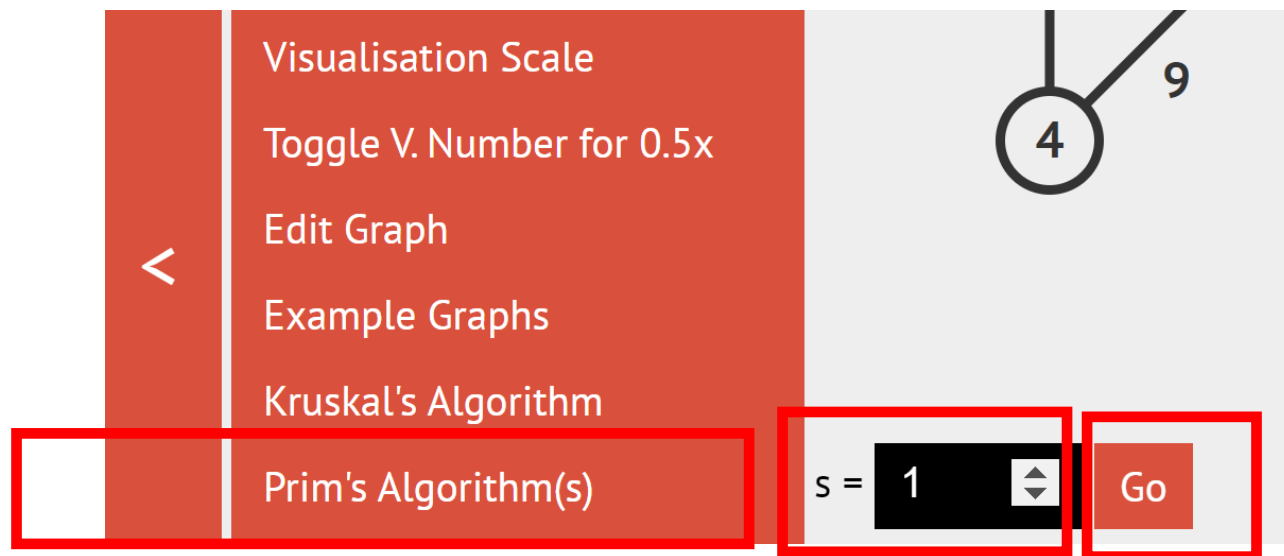 Visualisation Scale
9
Toggle V. Number for 0.5x
4
Edit Graph
<
Example Graphs
Kruskal's Algorithm
Prim's Algorithm(s)
s = 1
Go